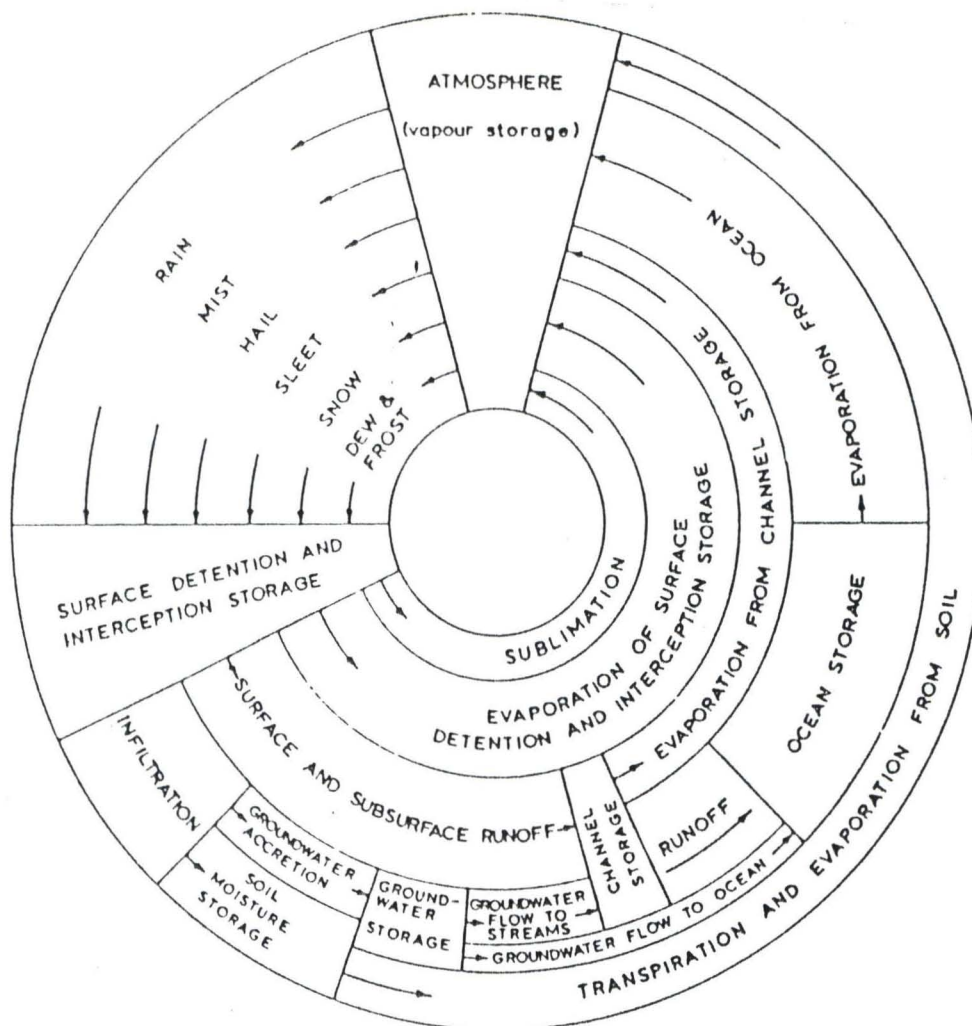 ATMOSPHERE
(vapour storage)
RAIN
MIST
HAIL
SLEET
SNOW
DEW &
FROST
EVAPORATION FROM OCEAN
EVAPORATION FROM CHANNEL STORAGE
EVAPORATION OF SURFACE
DETENTION AND INTERCEPTION STORAGE
SUBLIMATION
SURFACE DETENTION AND
INTERCEPTION STORAGE
OCEAN STORAGE
TRANSPIRATION AND EVAPORATION FROM SOIL
INFILTRATION
SURFACE AND SUBSURFACE RUNOFF
CHANNEL
STORAGE
RUNOFF
GROUNDWATER
ACCRETION
SOIL
MOISTURE
STORAGE
GROUND-
WATER
STORAGE
GROUNDWATER
FLOW TO
STREAMS
GROUNDWATER FLOW TO OCEAN